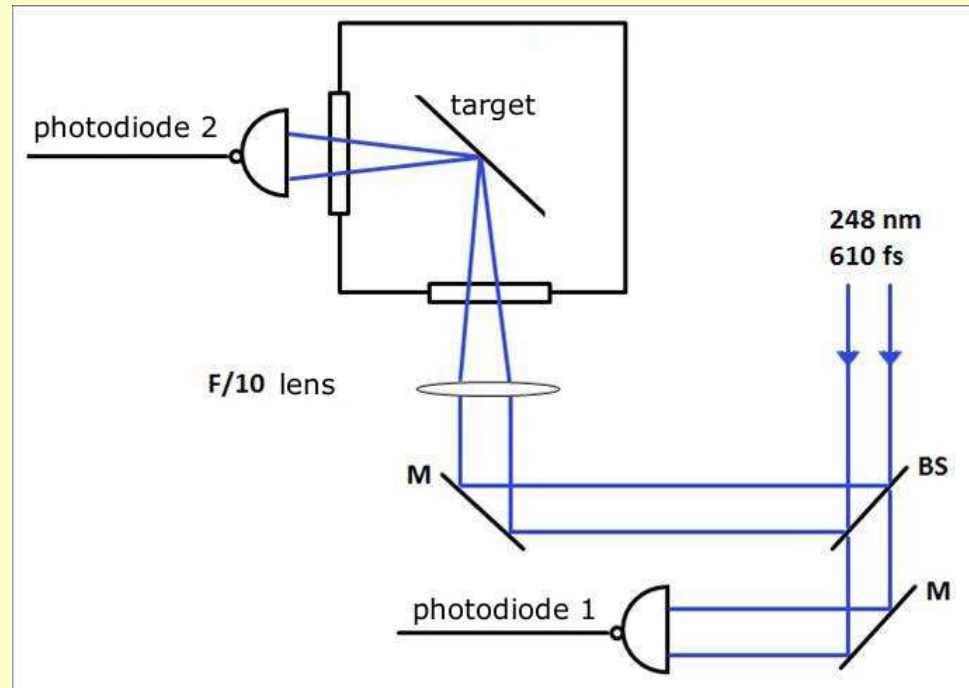 target
photodiode 2
248 nm
610 fs
F/10 lens
M
BS
M
photodiode 1